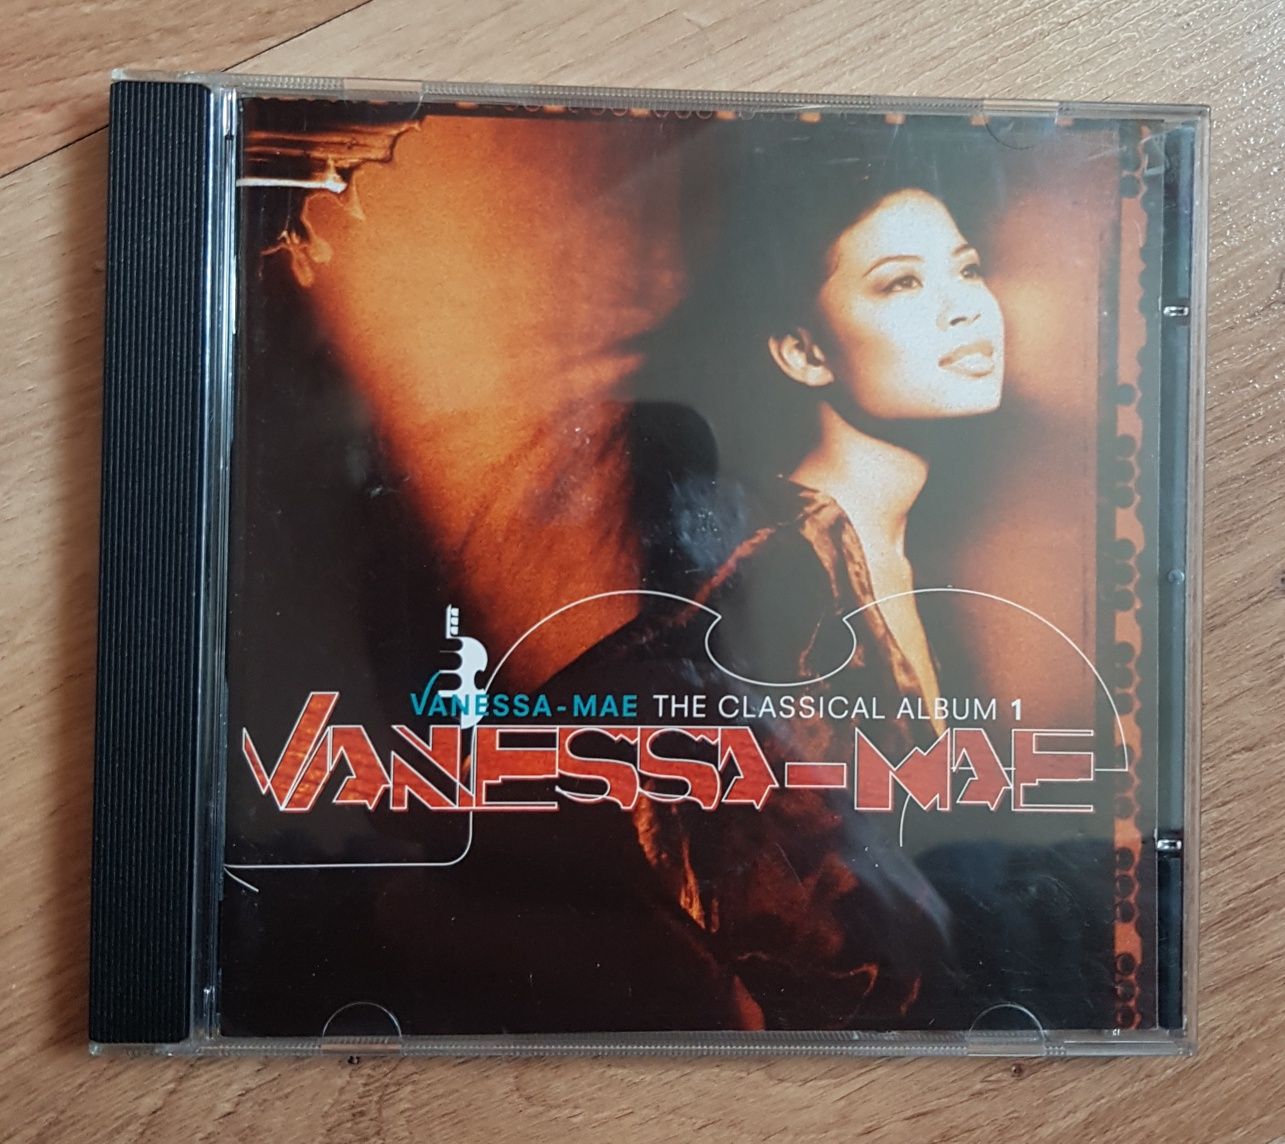 VANESSA-MAE THE CLASSICAL ALBUM 1
VANESSA-MAE